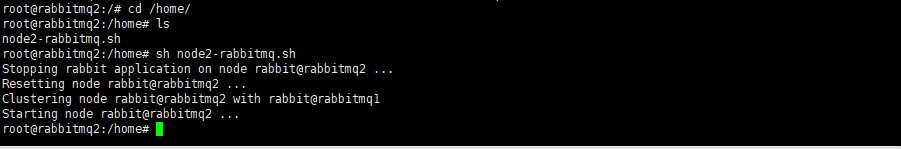 root@rabbitmq2:/# cd /home/
root@rabbitmq2:/home# ls
node2-rabbitmq.sh
root@rabbitmq2:/home# sh node2-rabbitmq.sh
Stopping rabbit application on node rabbit@rabbitmq2 ...
Resetting node rabbit@rabbitmq2 ...
Clustering node rabbit@rabbitmq2 with rabbit@rabbitmq1
Starting node rabbit@rabbitmq2 ...
root@rabbitmq2:/home#